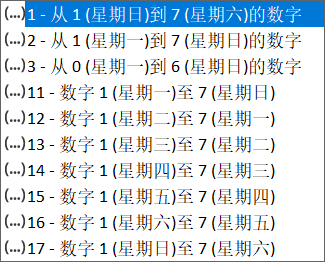 (...)1 - 从 1 (星期日)到 7 (星期六)的数字
(...)2 - 从 1 (星期一)到 7 (星期日)的数字
(...)3 - 从 0 (星期一)到 6 (星期日)的数字
(...)11 - 数字 1 (星期一)至 7 (星期日)
(...)12 - 数字 1 (星期二)至 7 (星期一)
(...)13 - 数字 1 (星期三)至 7 (星期二)
(...)14 - 数字 1 (星期四)至 7 (星期三)
(...)15 - 数字 1 (星期五)至 7 (星期四)
(...)16 - 数字 1 (星期六)至 7 (星期五)
(...)17 - 数字 1 (星期日)至 7 (星期六)